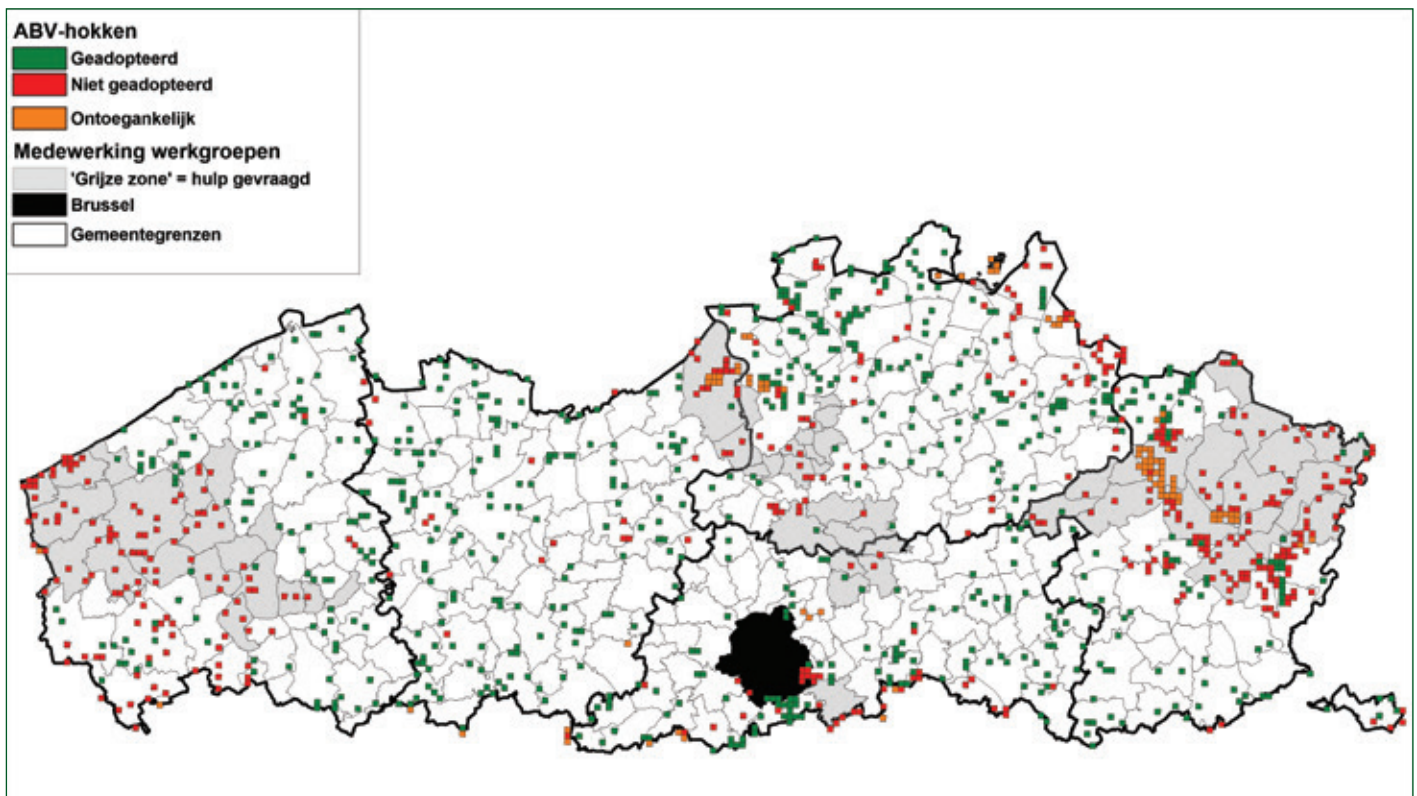 ABV-hokken
Geadopteerd
Niet geadopteerd
Ontoegankelijk
Medewerking werkgroepen
'Grijze zone' = hulp gevraagd
Brussel
Gemeentegrenzen